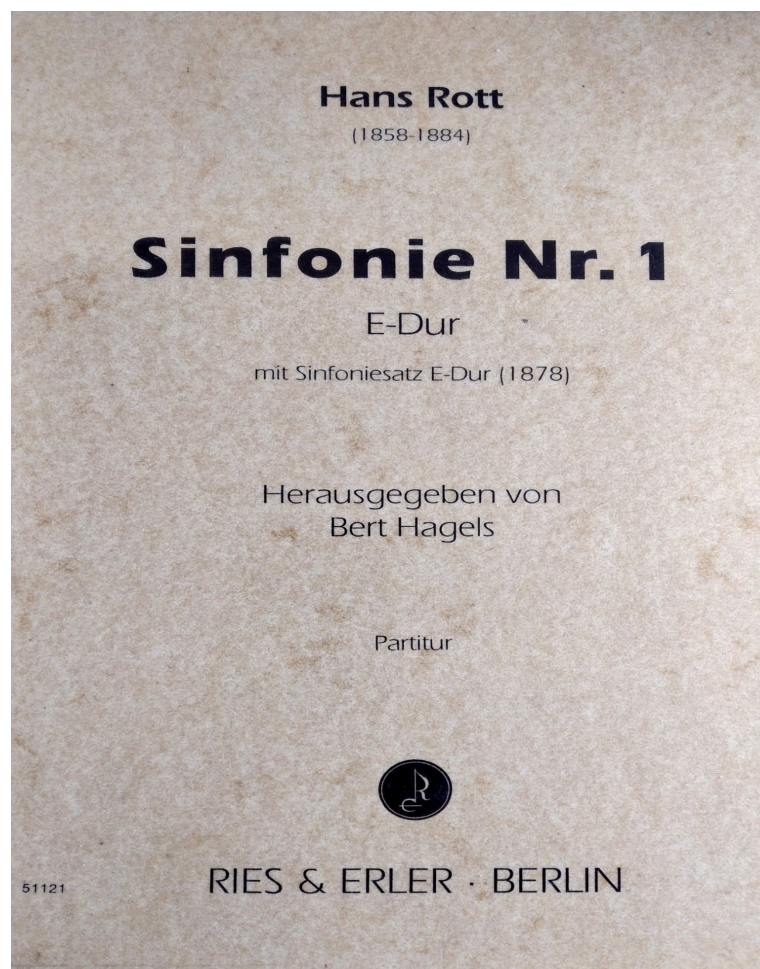 Hans Rott
(1858-1884)
Sinfonie Nr. 1
E-Dur
mit Sinfoniesatz E-Dur (1878)
Herausgegeben von
Bert Hagels
Partitur
RE
51121
RIES & ERLER · BERLIN